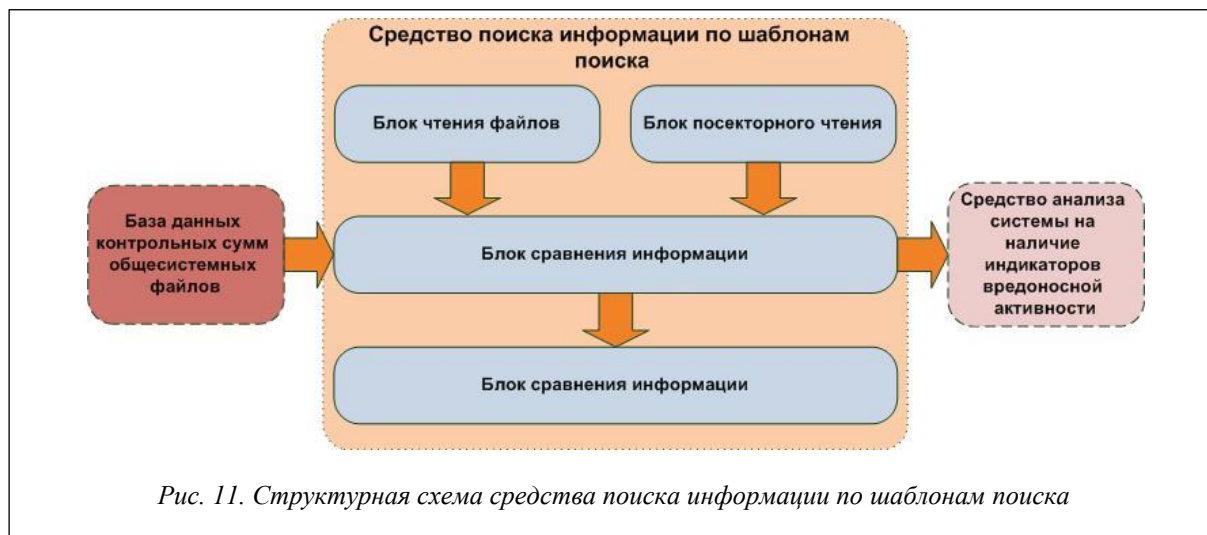 Средство поиска информации по шаблонам
поиска
Блок чтения файлов
Блок посекторного чтения
База данных
контрольных сумм
общесистемных
файлов
Блок сравнения информации
Средство анализа
системы на
наличие
индикаторов
вредоносной
активности
Блок сравнения информации
Рис. 11. Структурная схема средства поиска информации по шаблонам поиска